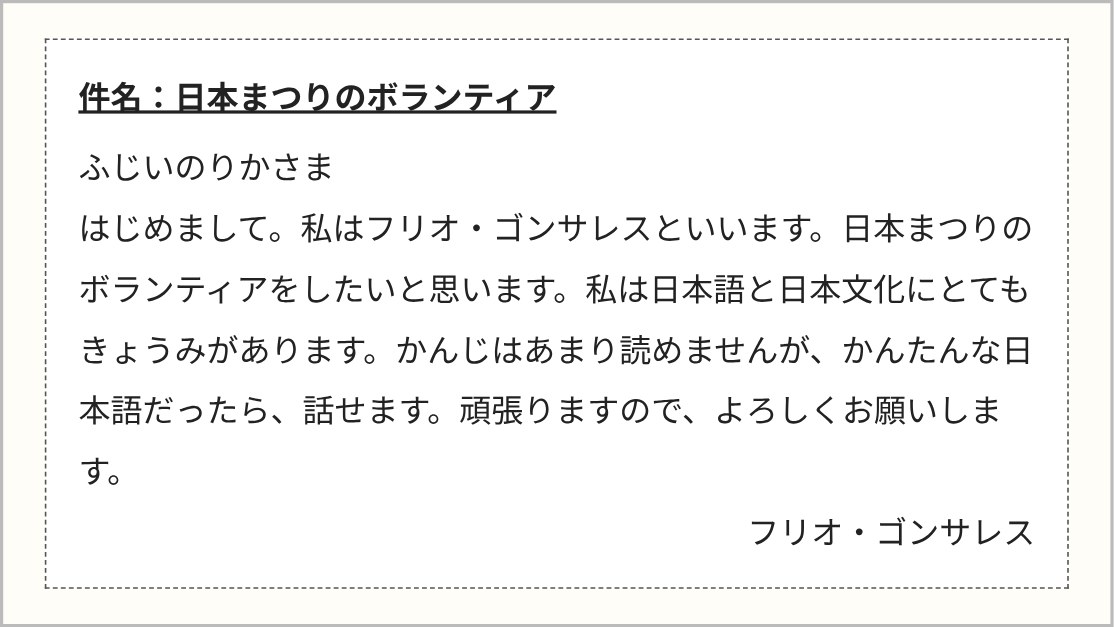 件名：日本まつりのボランティア
ふじいのりかさま
はじめまして。私はフリオ・ゴンサレスといいます。日本まつりの
ボランティアをしたいと思います。私は日本語と日本文化にとても
きょうみがあります。かんじはあまり読めませんが、かんたんな日
本語だったら、話せます。頑張りますので、よろしくお願いしま
す。
フリオ・ゴンサレス